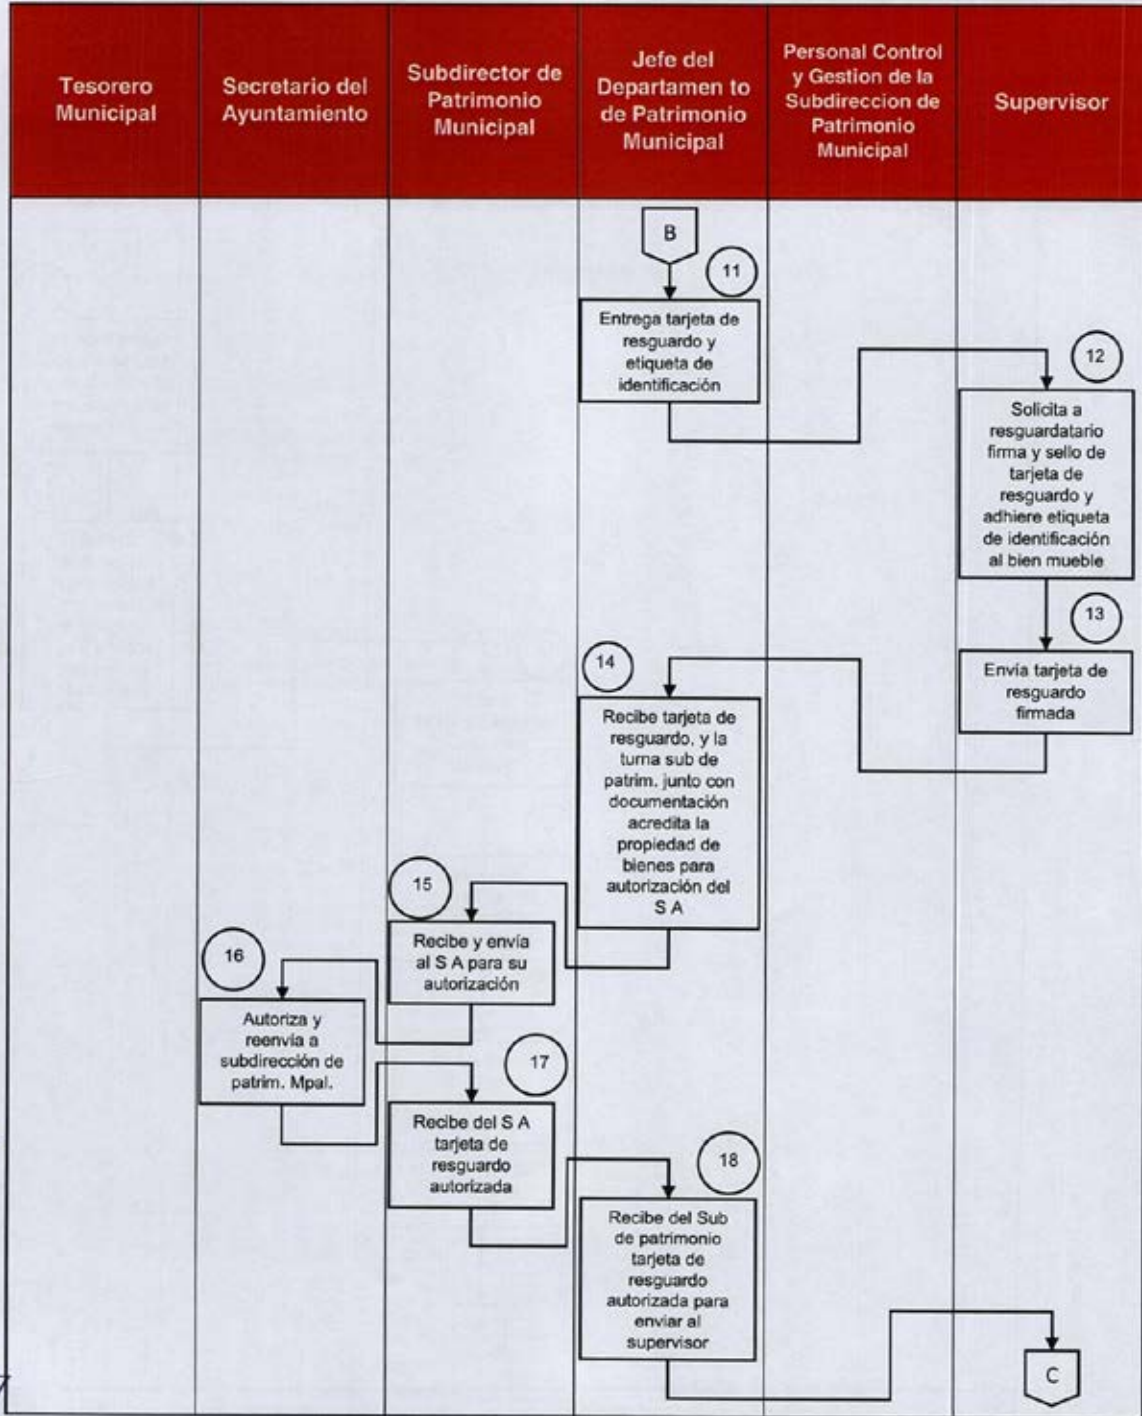 Tesorero
Municipal
Secretario del
Ayuntamiento
Subdirector de
Patrimonio
Municipal
Jefe del
Departamen to
de Patrimonio
Municipal
Personal Control
y Gestion de la
Subdireccion de
Patrimonio
Municipal
Supervisor
B
11
Entrega tarjeta de
resguardo y
etiqueta de
identificación
12
Solicita a
resguardatario
firma y sello de
tarjeta de
resguardo y
adhiere etiqueta
de identificación
al bien mueble
13
Envía tarjeta de
resguardo
firmada
14
Recibe tarjeta de
resguardo, y la
turna sub de
patrim. junto con
documentación
acredita la
propiedad de
bienes para
autorización del
S A
15
Recibe y envía
al S A para su
autorización
16
Autoriza y
reenvía a
subdirección de
patrim. Mpal.
17
Recibe del S A
tarjeta de
resguardo
autorizada
18
Recibe del Sub
de patrimonio
tarjeta de
resguardo
autorizada para
enviar al
supervisor
C